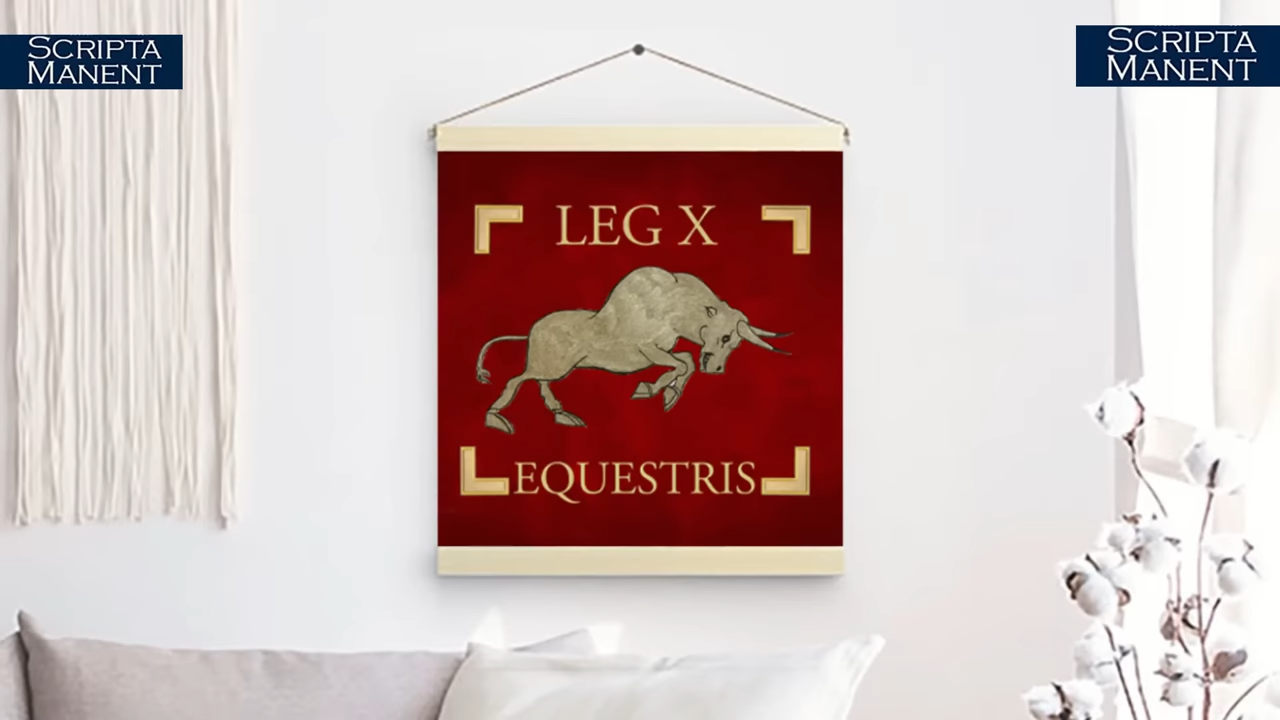 SCRIPTA
MANENT
SCRIPTA
MANENT
LEG X
EQUESTRIS